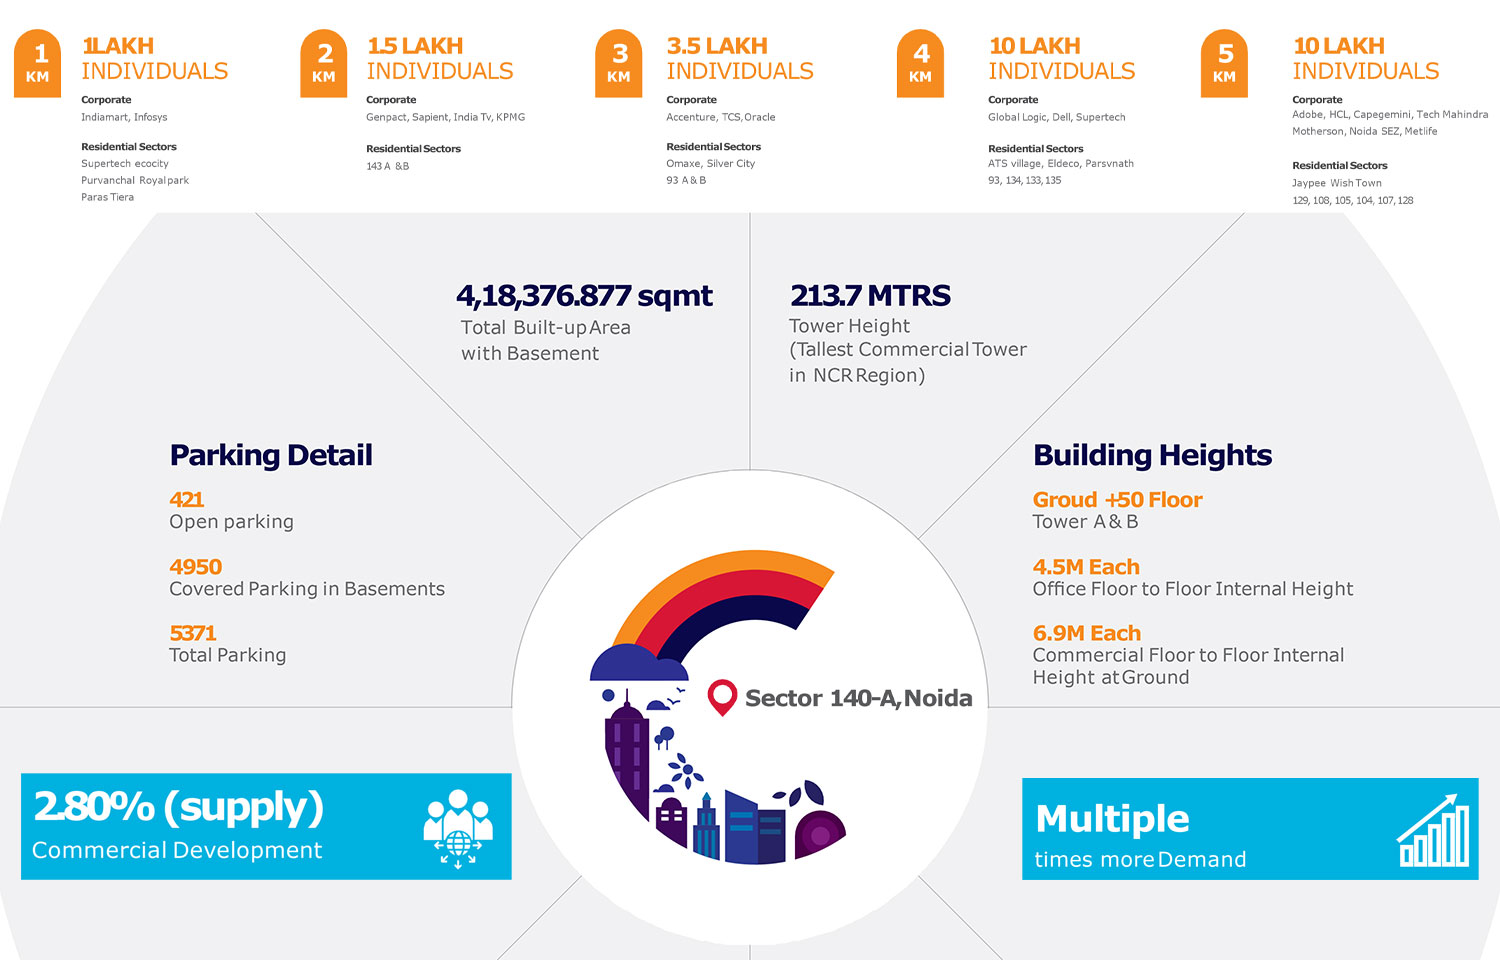 1
KM
1LAKH
INDIVIDUALS
Corporate
Indiamart, Infosys
Residential Sectors
Supertech ecocity
Purvanchal Royalpark
Paras Tiera
2
KM
1.5 LAKH
INDIVIDUALS
Corporate
Genpact, Sapient, India Tv, KPMG
Residential Sectors
143 A &B
3
KM
3.5 LAKH
INDIVIDUALS
Corporate
Accenture, TCS, Oracle
Residential Sectors
Omaxe, Silver City
93 A & B
4
KM
10 LAKH
INDIVIDUALS
Corporate
Global Logic, Dell, Supertech
Residential Sectors
ATS village, Eldeco, Parsvnath
93, 134, 133, 135
5
KM
10 LAKH
INDIVIDUALS
Corporate
Adobe, HCL, Capegemini, Tech Mahindra
Motherson, Noida SEZ, Metlife
Residential Sectors
Jaypee Wish Town
129, 108, 105, 104, 107, 128
4,18,376.877 sqmt
Total Built-up Area
with Basement
213.7 MTRS
Tower Height
(Tallest Commercial Tower
in NCR Region)
Parking Detail
421
Open parking
4950
Covered Parking in Basements
5371
Total Parking
Building Heights
Groud +50 Floor
Tower A & B
4.5M Each
Office Floor to Floor Internal Height
6.9M Each
Commercial Floor to Floor Internal
Height at Ground
Sector 140-A, Noida
2.80% (supply)
Commercial Development
Multiple
times more Demand